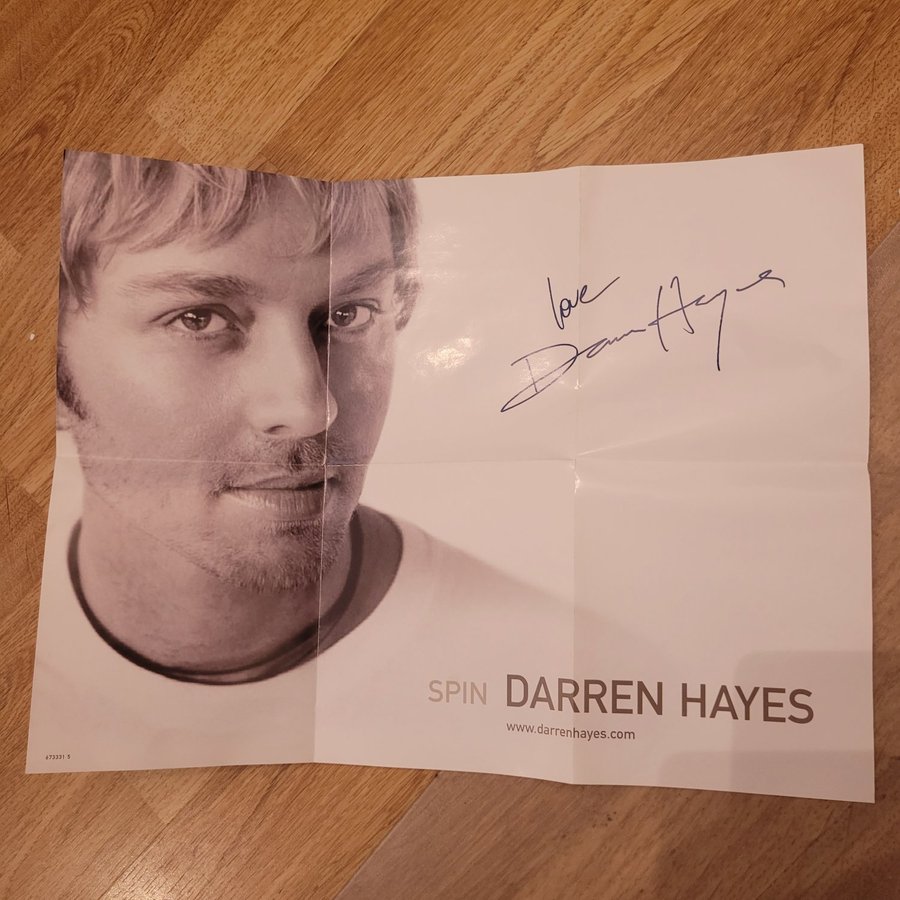 love
Darren Hayes
SPIN DARREN HAYES
www.darrenhayes.com
673331 5